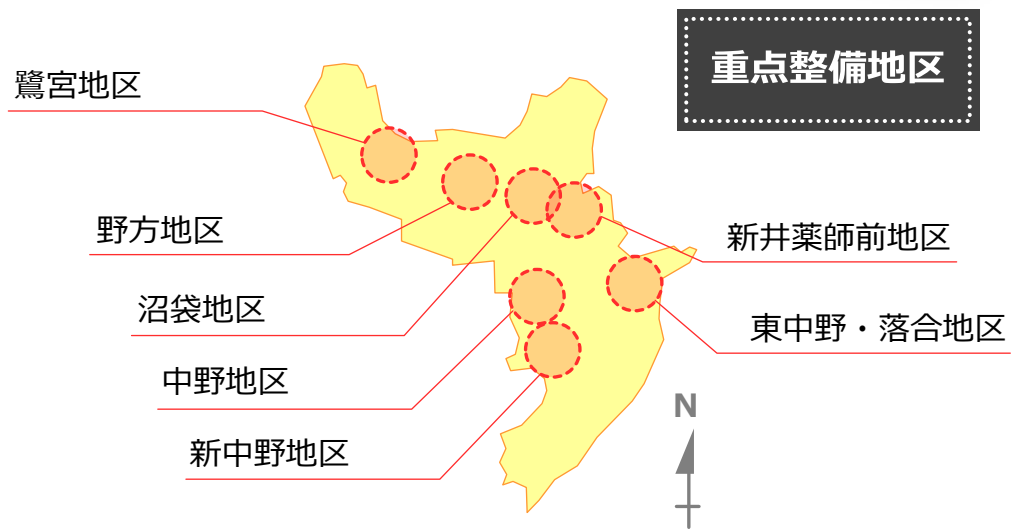 重点整備地区
鷺宮地区
野方地区
新井薬師前地区
沼袋地区
東中野・落合地区
中野地区
新中野地区
N